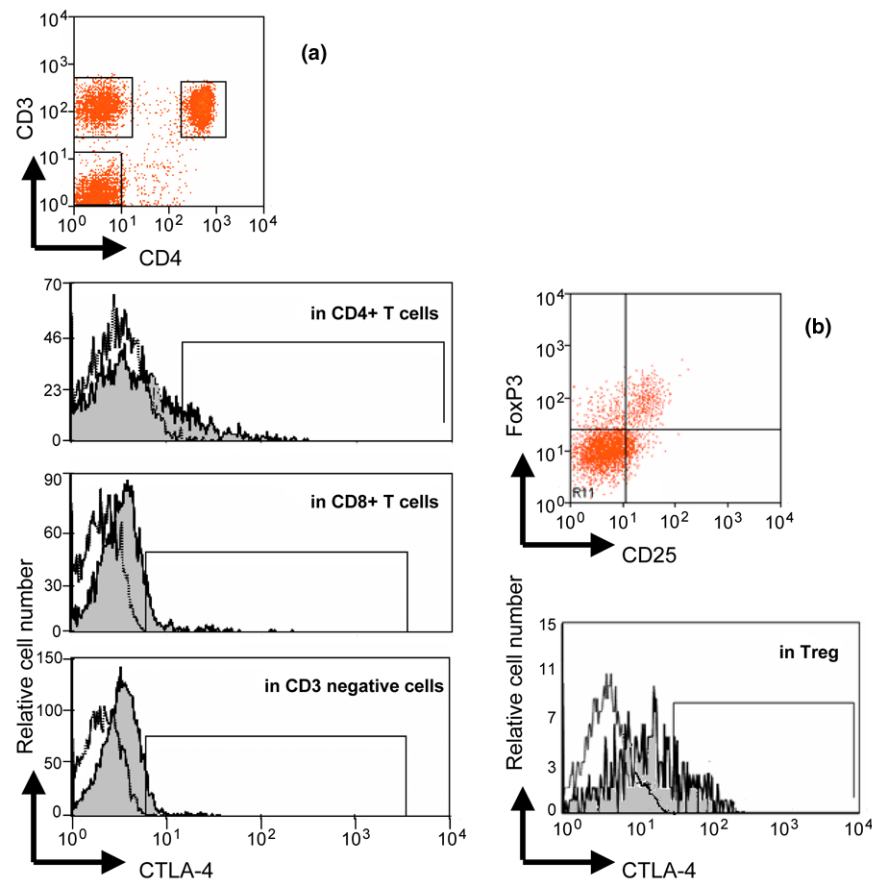 (a)
10⁴
10³
10²
10¹
10⁰
CD3
10⁰ 10¹ 10² 10³ 10⁴
CD4
70
46
23
0
in CD4+ T cells
90
60
30
0
in CD8+ T cells
150
100
50
0
in CD3 negative cells
Relative cell number
10⁰ 10¹ 10² 10³ 10⁴
CTLA-4
(b)
10⁴
10³
10²
10¹
10⁰
FoxP3
R11
10⁰ 10¹ 10² 10³ 10⁴
CD25
15
11
7
3
0
in Treg
Relative cell number
10⁰ 10¹ 10² 10³ 10⁴
CTLA-4